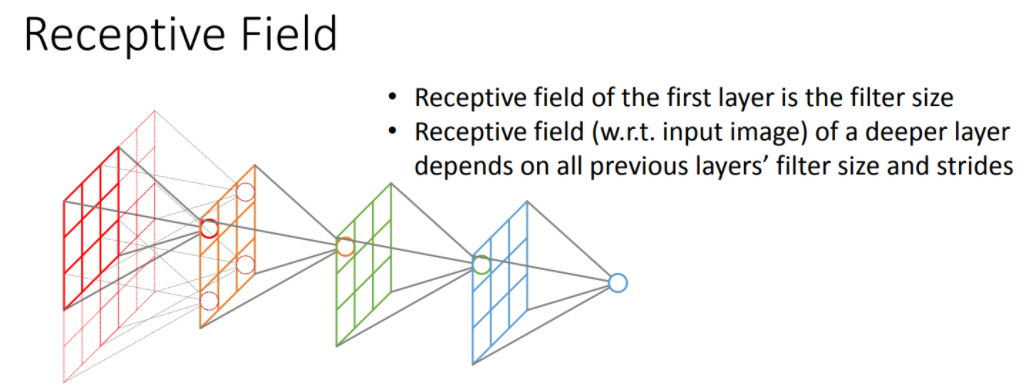 Receptive Field
• Receptive field of the first layer is the filter size
• Receptive field (w.r.t. input image) of a deeper layer
depends on all previous layers’ filter size and strides